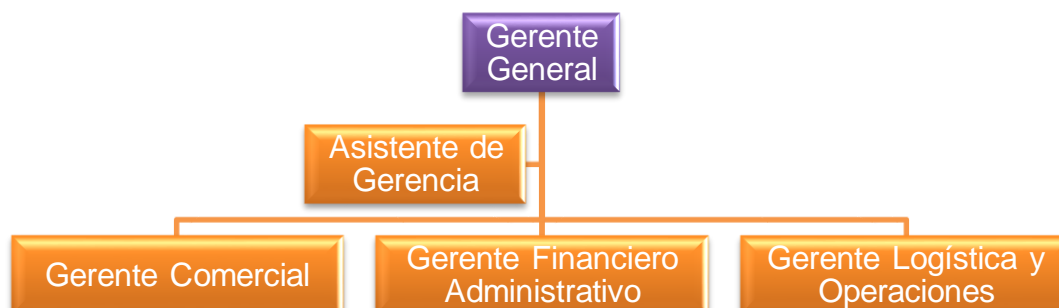 Gerente
General
Asistente de
Gerencia
Gerente Comercial
Gerente Financiero
Administrativo
Gerente Logística y
Operaciones